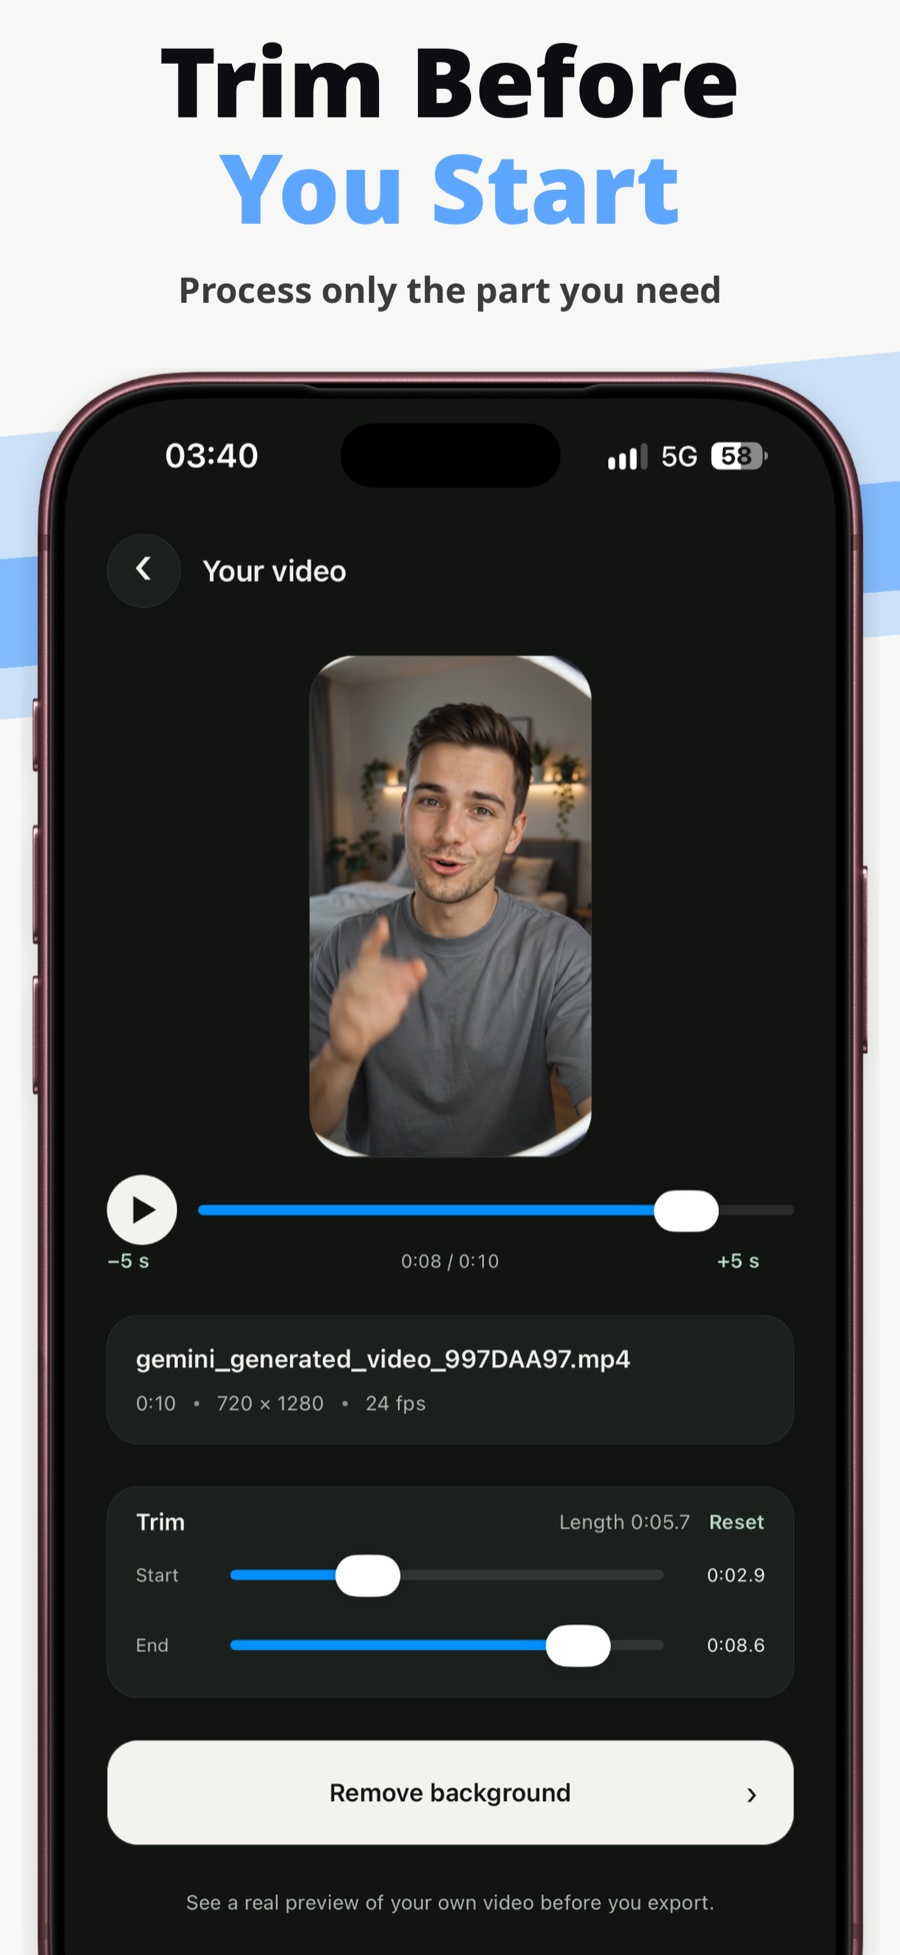 Trim Before
You Start
Process only the part you need
03:40
5G 58
Your video
−5 s 0:08 / 0:10 +5 s
gemini_generated_video_997DAA97.mp4
0:10 • 720 × 1280 • 24 fps
Trim Length 0:05.7 Reset
Start 0:02.9
End 0:08.6
Remove background ›
See a real preview of your own video before you export.